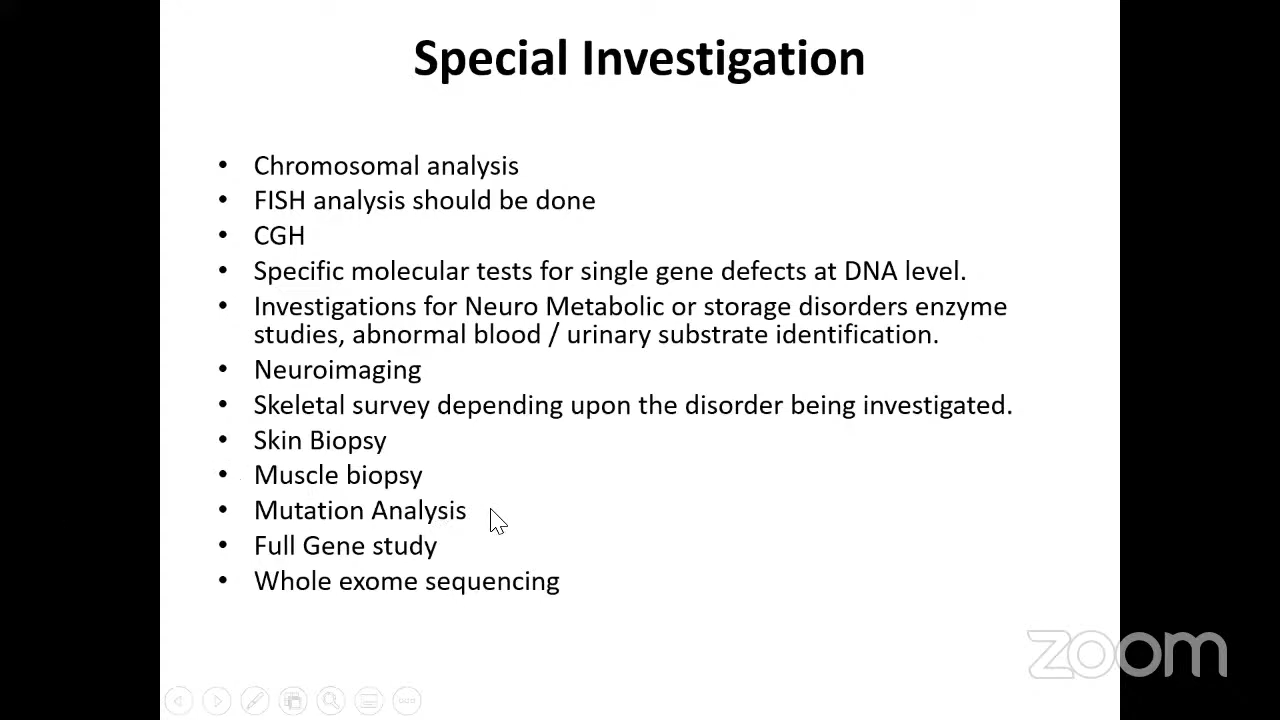 Special Investigation
• Chromosomal analysis
• FISH analysis should be done
• CGH
• Specific molecular tests for single gene defects at DNA level.
• Investigations for Neuro Metabolic or storage disorders enzyme
studies, abnormal blood / urinary substrate identification.
• Neuroimaging
• Skeletal survey depending upon the disorder being investigated.
• Skin Biopsy
• Muscle biopsy
• Mutation Analysis
• Full Gene study
• Whole exome sequencing
zoom